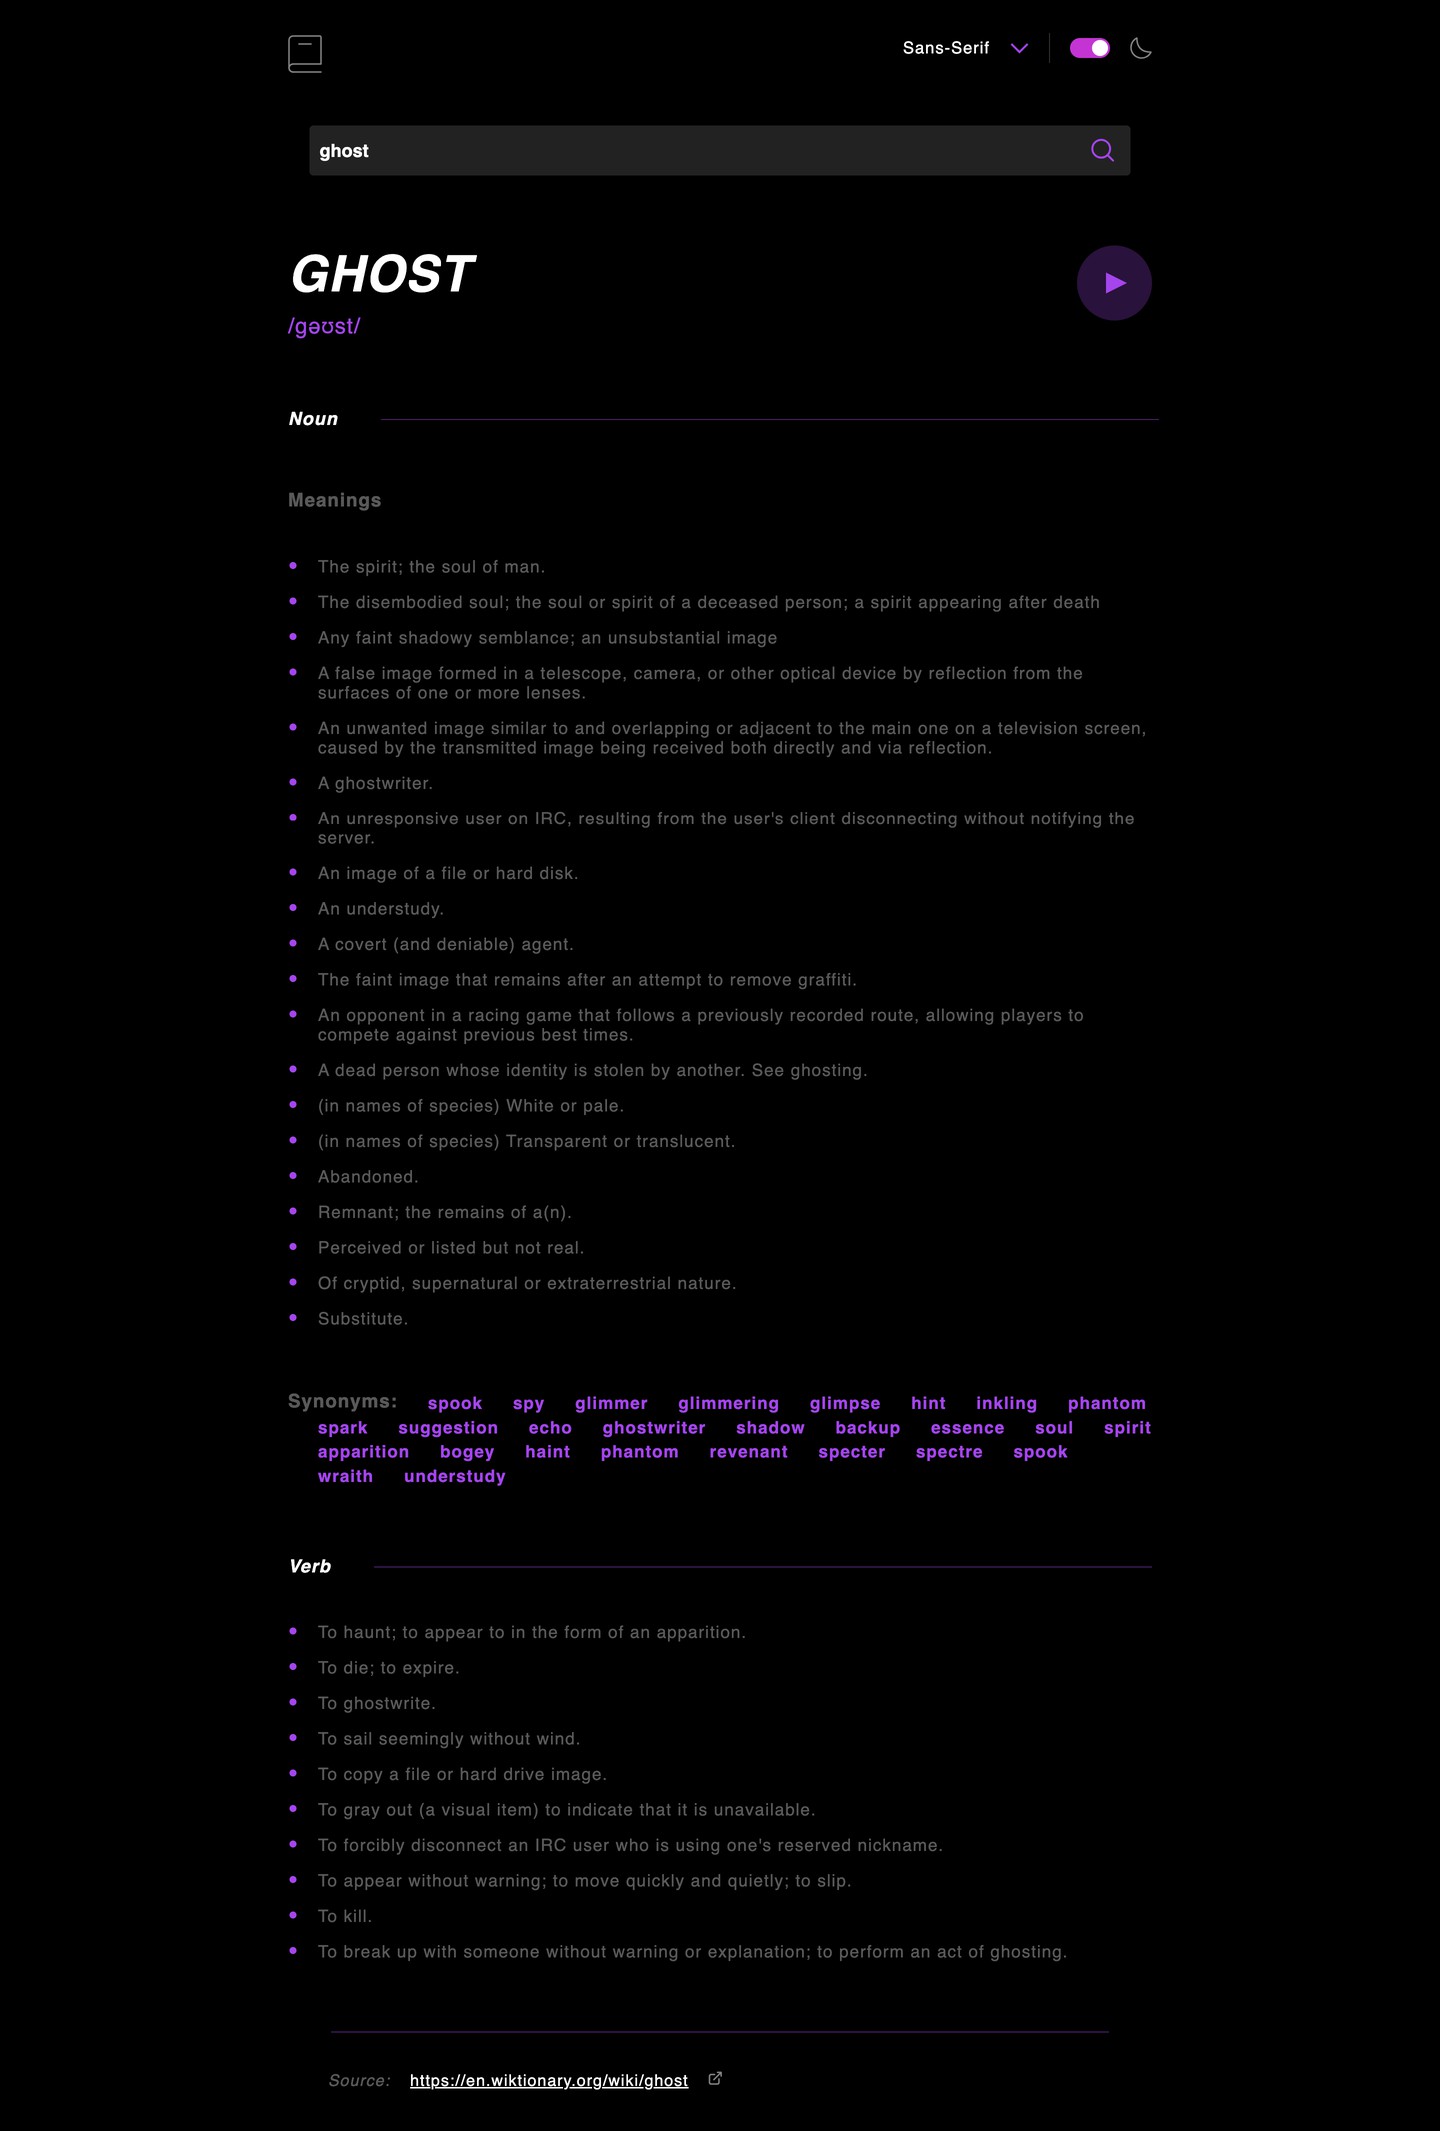 Sans-Serif
ghost
GHOST
/ɡəʊst/
Noun
Meanings
The spirit; the soul of man.
The disembodied soul; the soul or spirit of a deceased person; a spirit appearing after death
Any faint shadowy semblance; an unsubstantial image
A false image formed in a telescope, camera, or other optical device by reflection from the
surfaces of one or more lenses.
An unwanted image similar to and overlapping or adjacent to the main one on a television screen,
caused by the transmitted image being received both directly and via reflection.
A ghostwriter.
An unresponsive user on IRC, resulting from the user's client disconnecting without notifying the
server.
An image of a file or hard disk.
An understudy.
A covert (and deniable) agent.
The faint image that remains after an attempt to remove graffiti.
An opponent in a racing game that follows a previously recorded route, allowing players to
compete against previous best times.
A dead person whose identity is stolen by another. See ghosting.
(in names of species) White or pale.
(in names of species) Transparent or translucent.
Abandoned.
Remnant; the remains of a(n).
Perceived or listed but not real.
Of cryptid, supernatural or extraterrestrial nature.
Substitute.
Synonyms: spook spy glimmer glimmering glimpse hint inkling phantom
spark suggestion echo ghostwriter shadow backup essence soul spirit
apparition bogey haint phantom revenant specter spectre spook
wraith understudy
Verb
To haunt; to appear to in the form of an apparition.
To die; to expire.
To ghostwrite.
To sail seemingly without wind.
To copy a file or hard drive image.
To gray out (a visual item) to indicate that it is unavailable.
To forcibly disconnect an IRC user who is using one's reserved nickname.
To appear without warning; to move quickly and quietly; to slip.
To kill.
To break up with someone without warning or explanation; to perform an act of ghosting.
Source: https://en.wiktionary.org/wiki/ghost